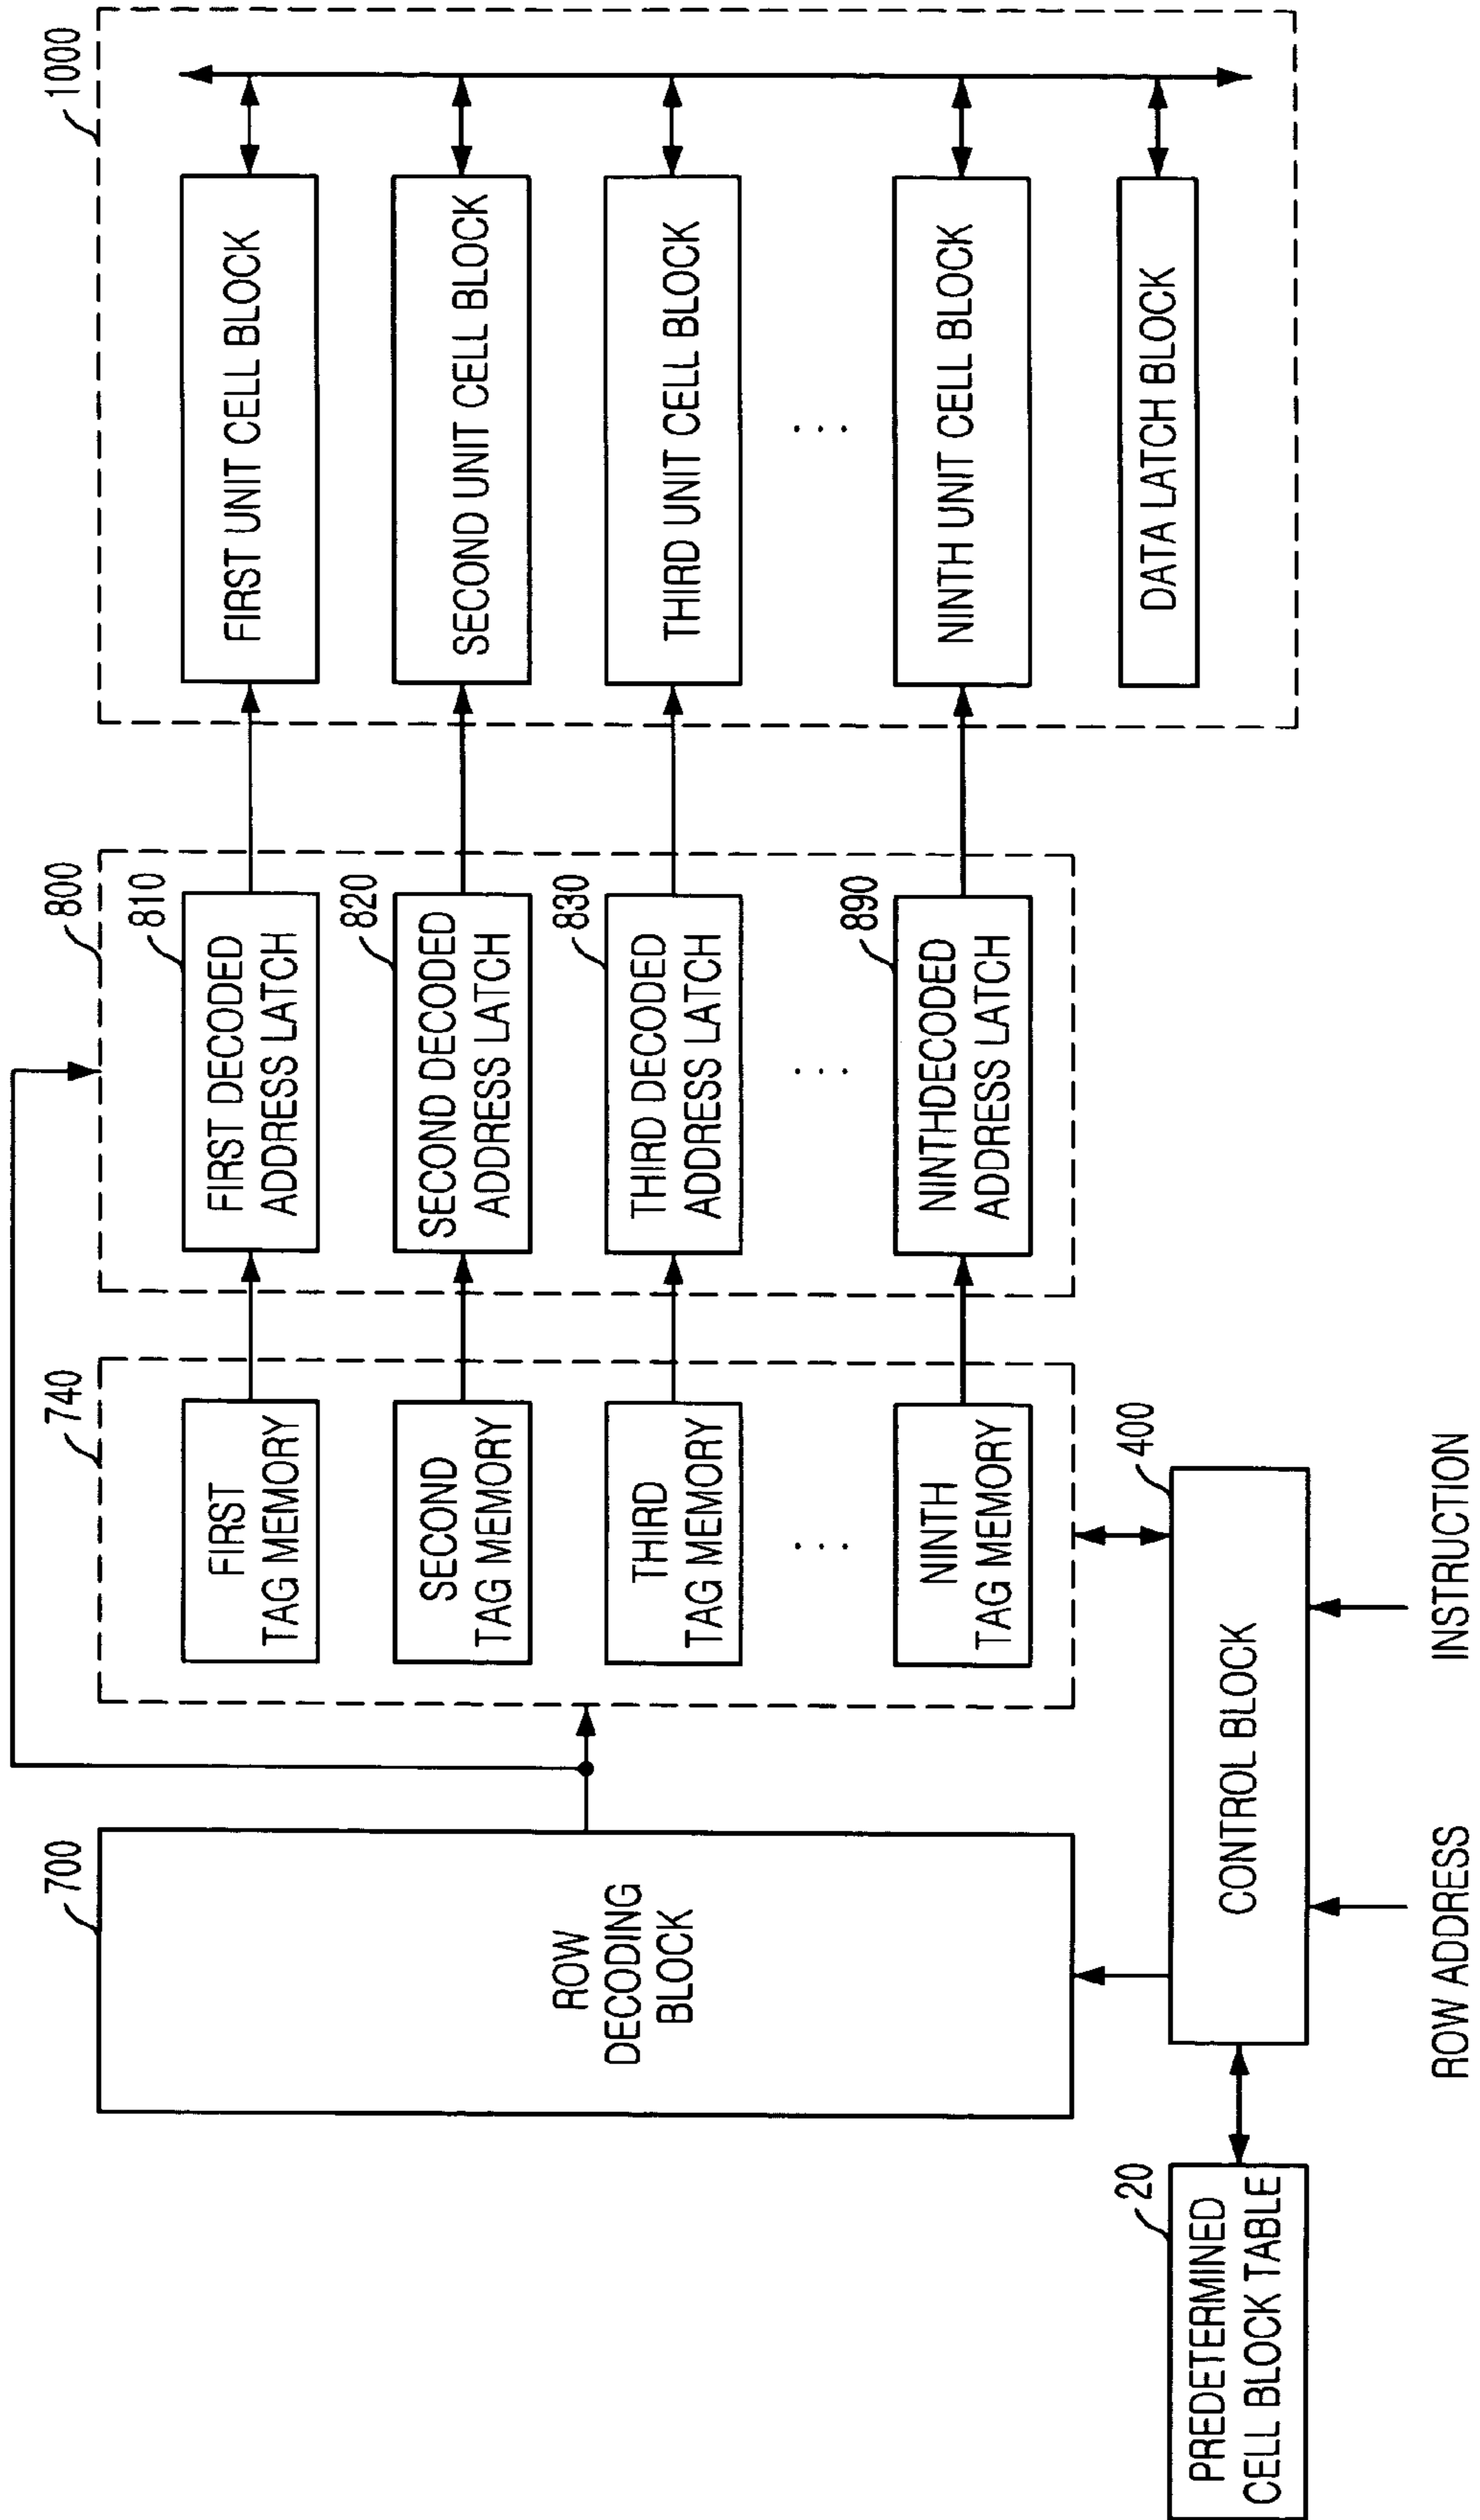 700
ROW
DECODING
BLOCK
740
FIRST
TAG MEMORY
SECOND
TAG MEMORY
THIRD
TAG MEMORY
...
NINTH
TAG MEMORY
800
810
FIRST DECODED
ADDRESS LATCH
820
SECOND DECODED
ADDRESS LATCH
830
THIRD DECODED
ADDRESS LATCH
...
890
NINTHDECODED
ADDRESS LATCH
1000
FIRST UNIT CELL BLOCK
SECOND UNIT CELL BLOCK
THIRD UNIT CELL BLOCK
...
NINTH UNIT CELL BLOCK
DATA LATCH BLOCK
20
PREDETERMINED
CELL BLOCK TABLE
400
CONTROL BLOCK
ROW ADDRESS
INSTRUCTION